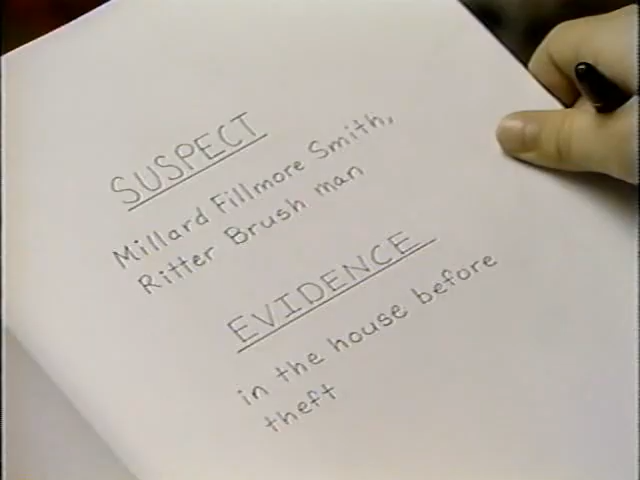 SUSPECT
Millard Fillmore Smith,
Ritter Brush man
EVIDENCE
in the house before
theft